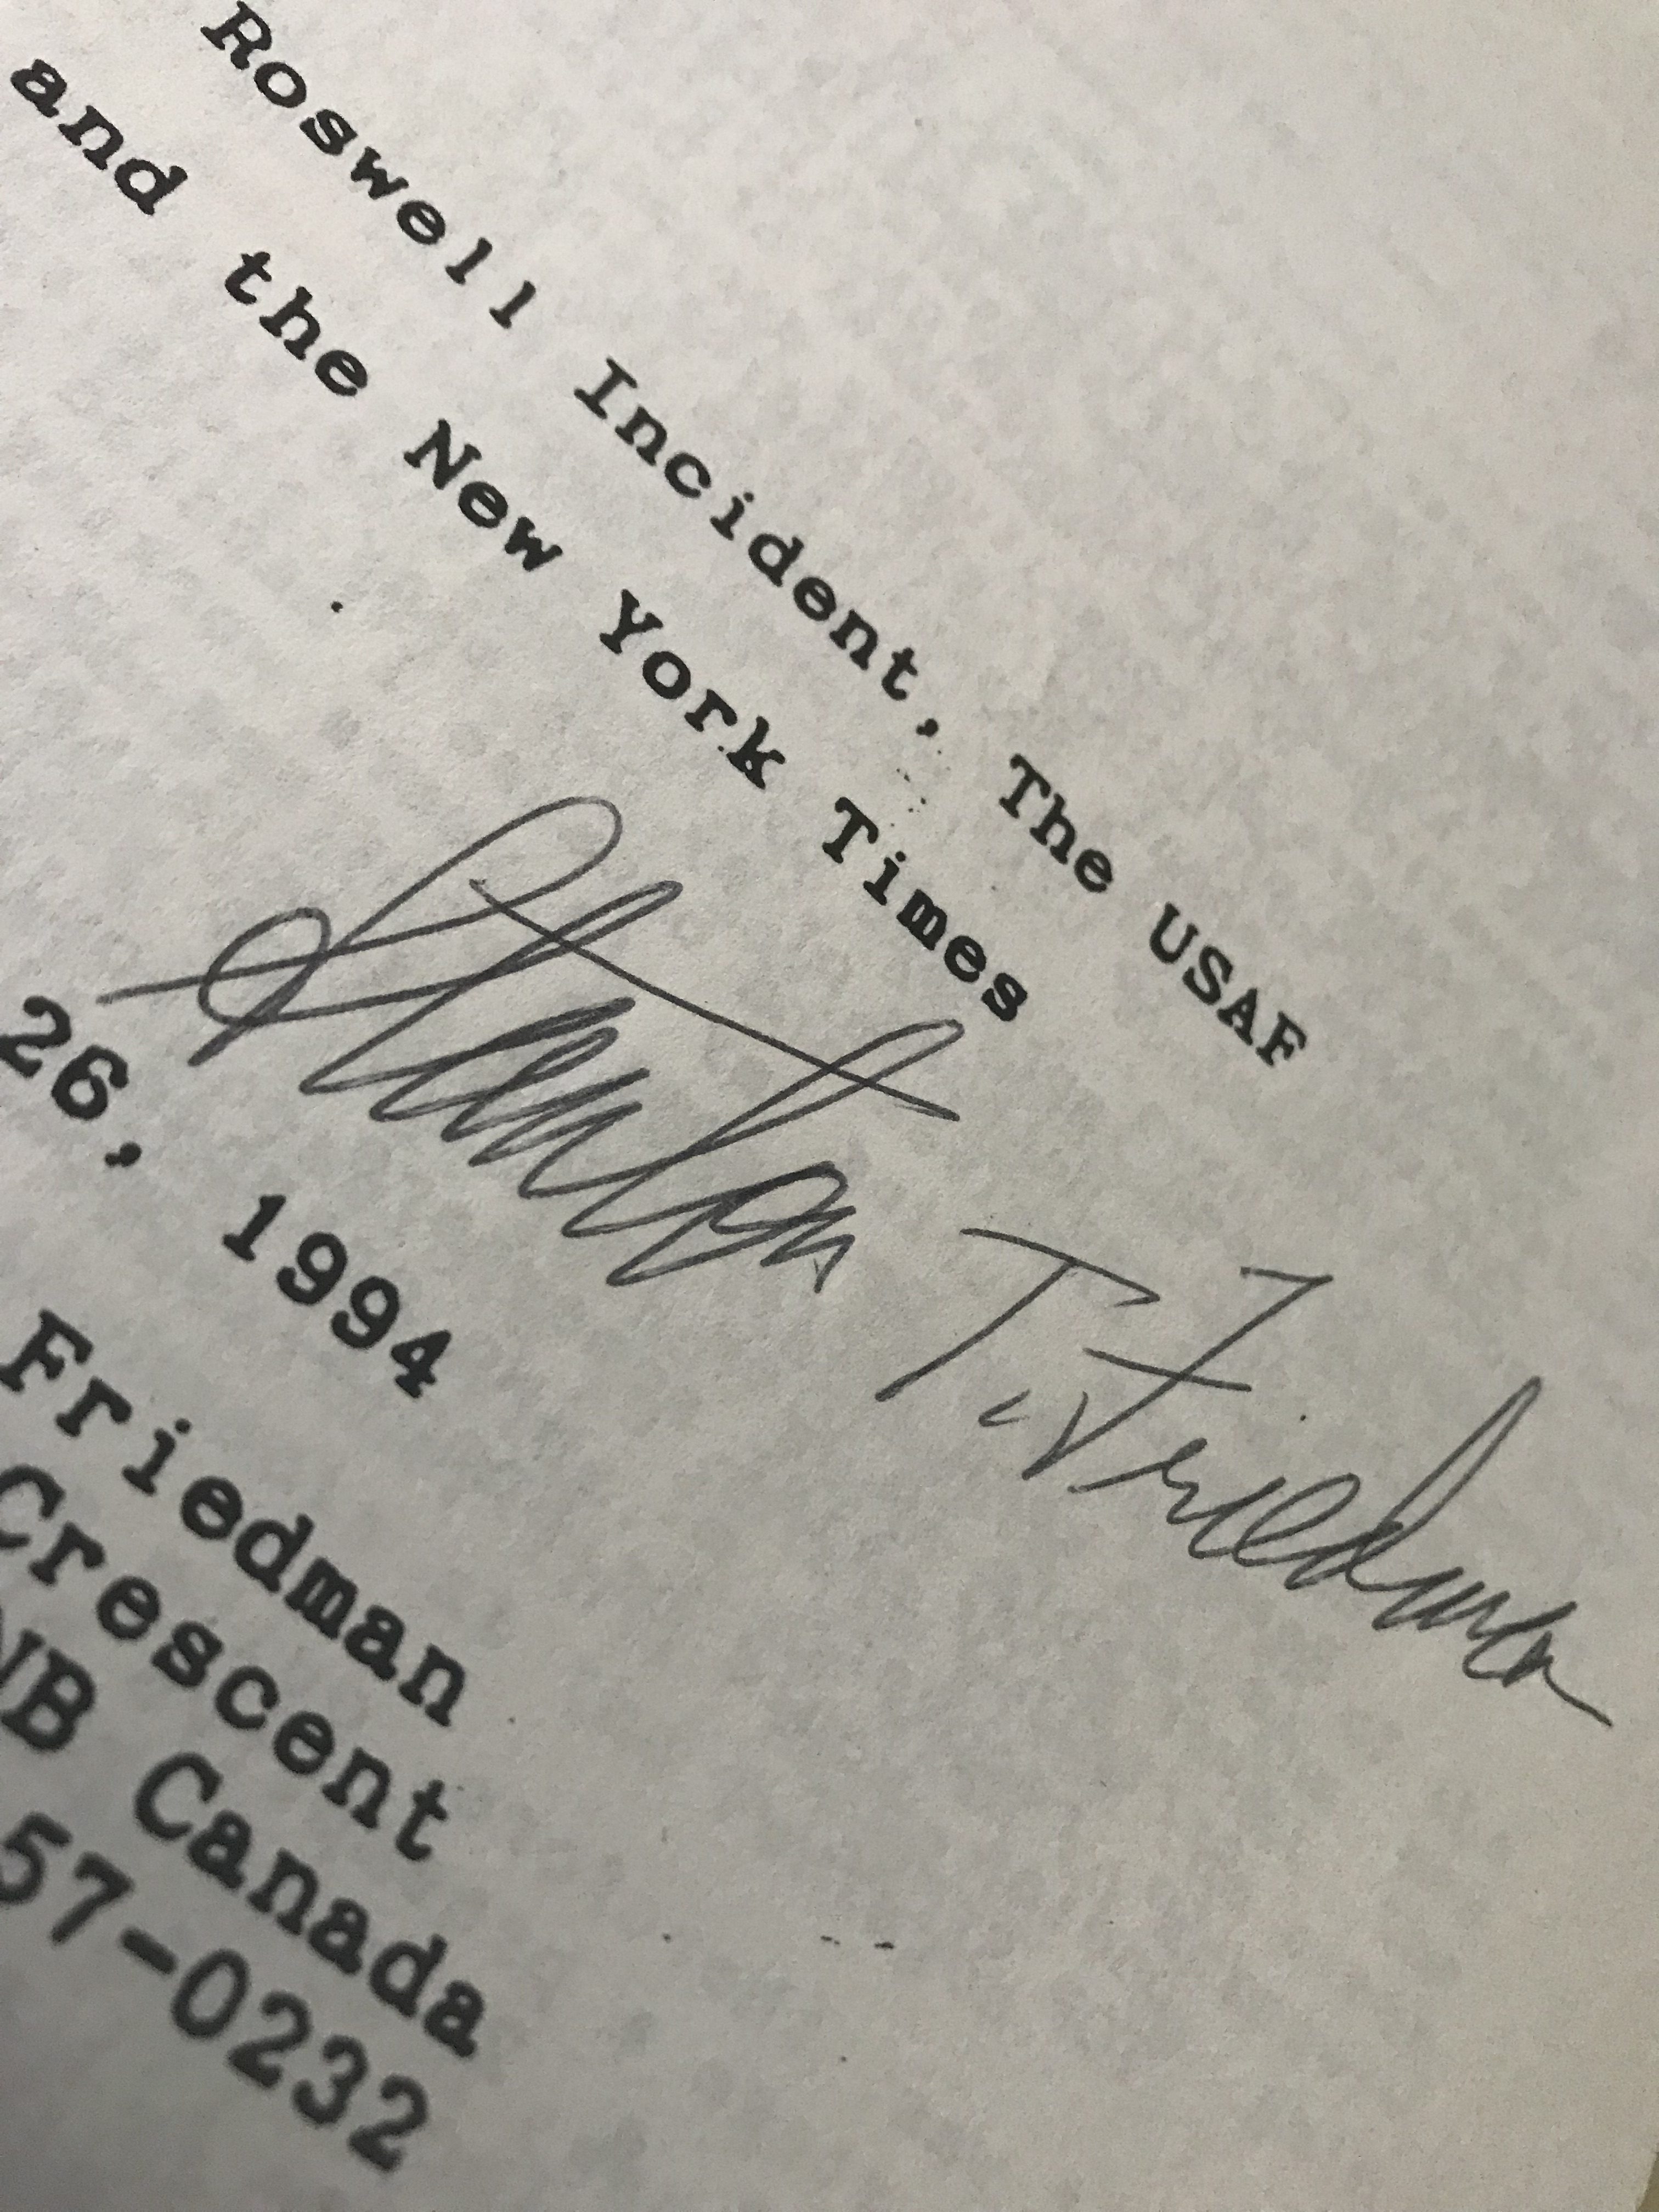 Roswell Incident, The USAF
and the New York Times
Stanton T. Friedman
26, 1994
Friedman
Crescent
NB Canada
57-0232